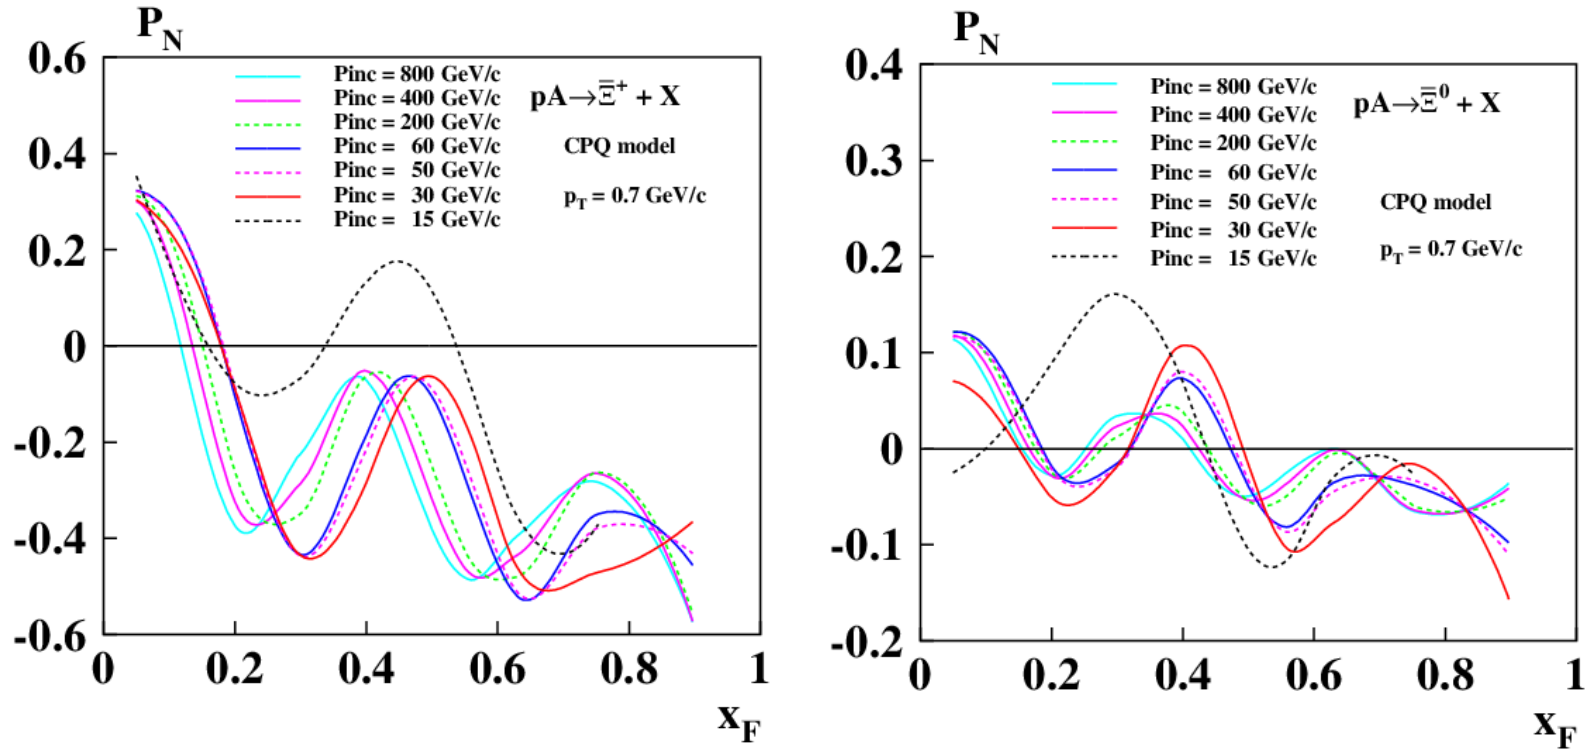 P_N
0.6
0.4
0.2
0
-0.2
-0.4
-0.6
0 0.2 0.4 0.6 0.8 1
x_F
Pinc = 800 GeV/c
Pinc = 400 GeV/c
Pinc = 200 GeV/c
Pinc = 60 GeV/c
Pinc = 50 GeV/c
Pinc = 30 GeV/c
Pinc = 15 GeV/c
pA→Ξ̅⁺ + X
CPQ model
p_T = 0.7 GeV/c
P_N
0.4
0.3
0.2
0.1
0
-0.1
-0.2
0 0.2 0.4 0.6 0.8 1
x_F
Pinc = 800 GeV/c
Pinc = 400 GeV/c
Pinc = 200 GeV/c
Pinc = 60 GeV/c
Pinc = 50 GeV/c
Pinc = 30 GeV/c
Pinc = 15 GeV/c
pA→Ξ̅⁰ + X
CPQ model
p_T = 0.7 GeV/c